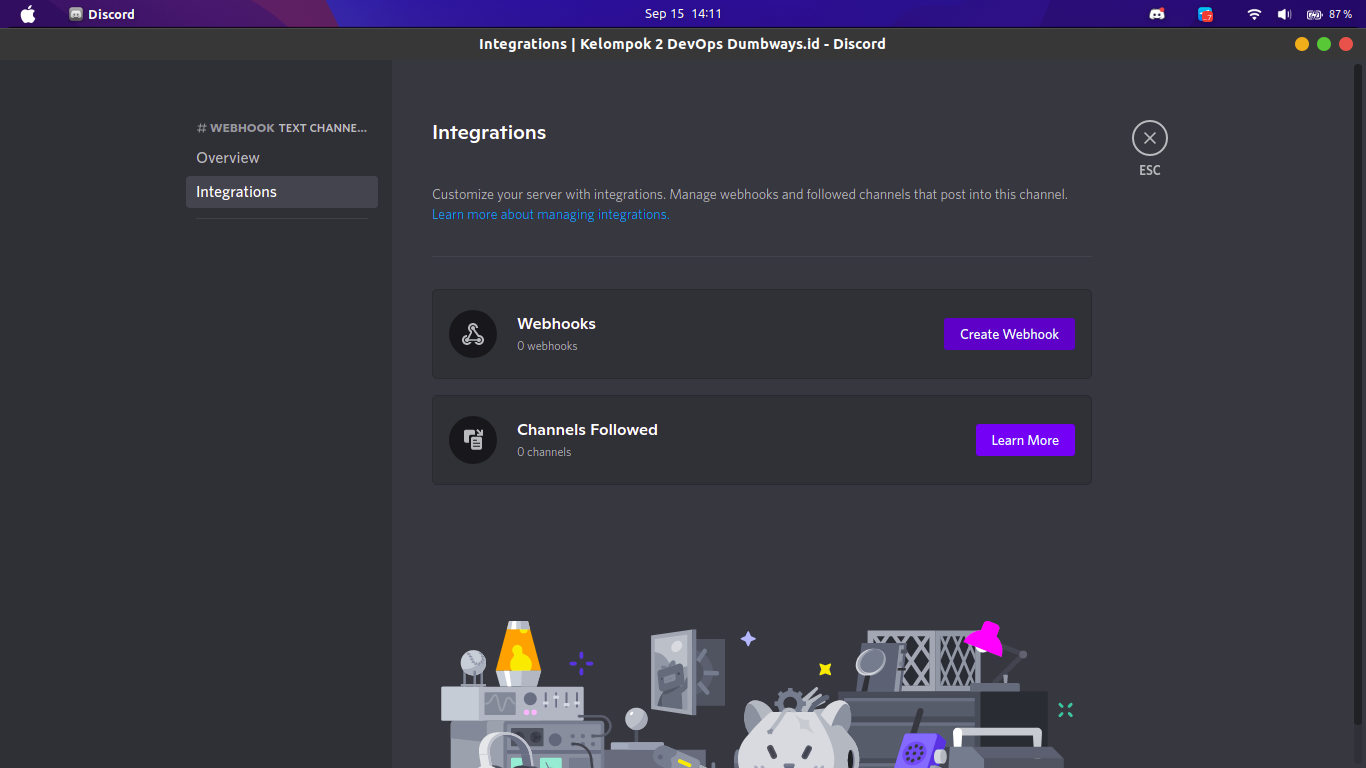 Discord
Sep 15 14:11
87 %
Integrations | Kelompok 2 DevOps Dumbways.id - Discord
# WEBHOOK TEXT CHANNE...
Overview
Integrations
Integrations
ESC
Customize your server with integrations. Manage webhooks and followed channels that post into this channel.
Learn more about managing integrations.
Webhooks
0 webhooks
Create Webhook
Channels Followed
0 channels
Learn More